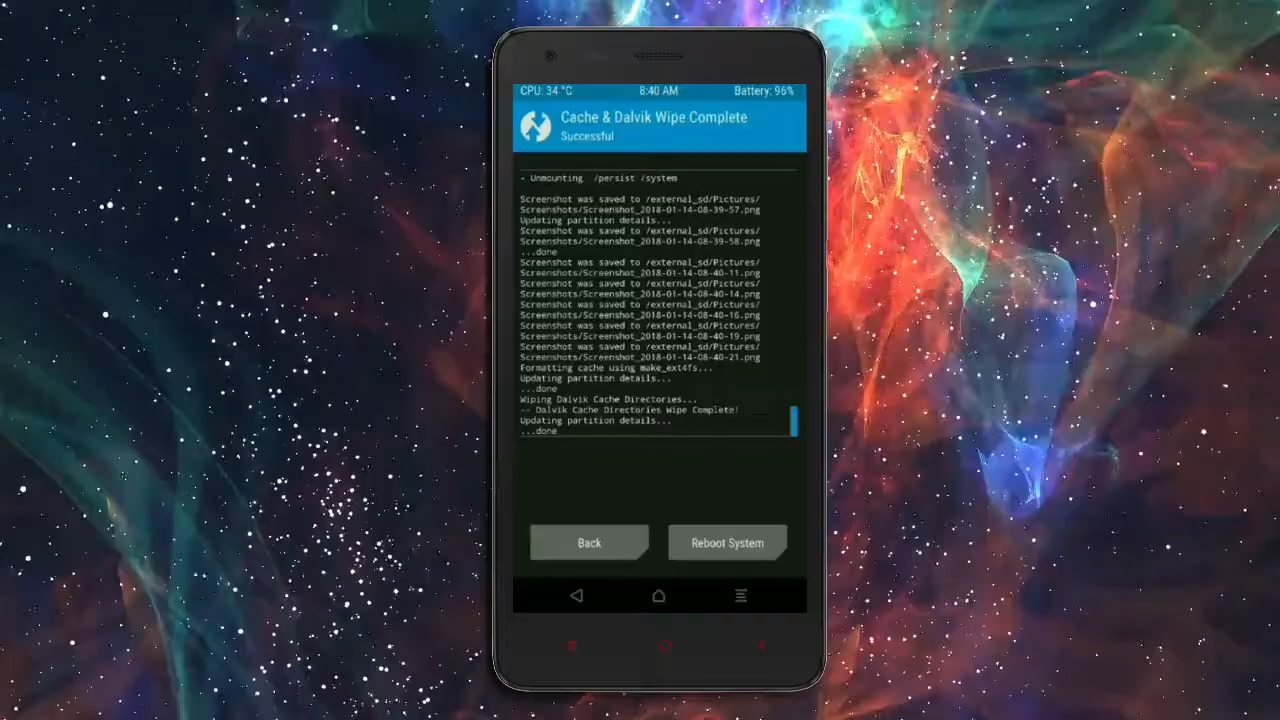 CPU: 34 °C 8:40 AM Battery: 96%
Cache & Dalvik Wipe Complete
Successful
- Unmounting /persist /system
Screenshot was saved to /external_sd/Pictures/
Screenshots/Screenshot_2018-01-14-08-39-57.png
Updating partition details...
Screenshot was saved to /external_sd/Pictures/
Screenshots/Screenshot_2018-01-14-08-39-58.png
...done
Screenshot was saved to /external_sd/Pictures/
Screenshots/Screenshot_2018-01-14-08-40-11.png
Screenshot was saved to /external_sd/Pictures/
Screenshots/Screenshot_2018-01-14-08-40-14.png
Screenshot was saved to /external_sd/Pictures/
Screenshots/Screenshot_2018-01-14-08-40-16.png
Screenshot was saved to /external_sd/Pictures/
Screenshots/Screenshot_2018-01-14-08-40-19.png
Screenshot was saved to /external_sd/Pictures/
Screenshots/Screenshot_2018-01-14-08-40-21.png
Formatting cache using make_ext4fs...
Updating partition details...
...done
Wiping Dalvik Cache Directories...
-- Dalvik Cache Directories Wipe Complete!
Updating partition details...
...done
Back Reboot System